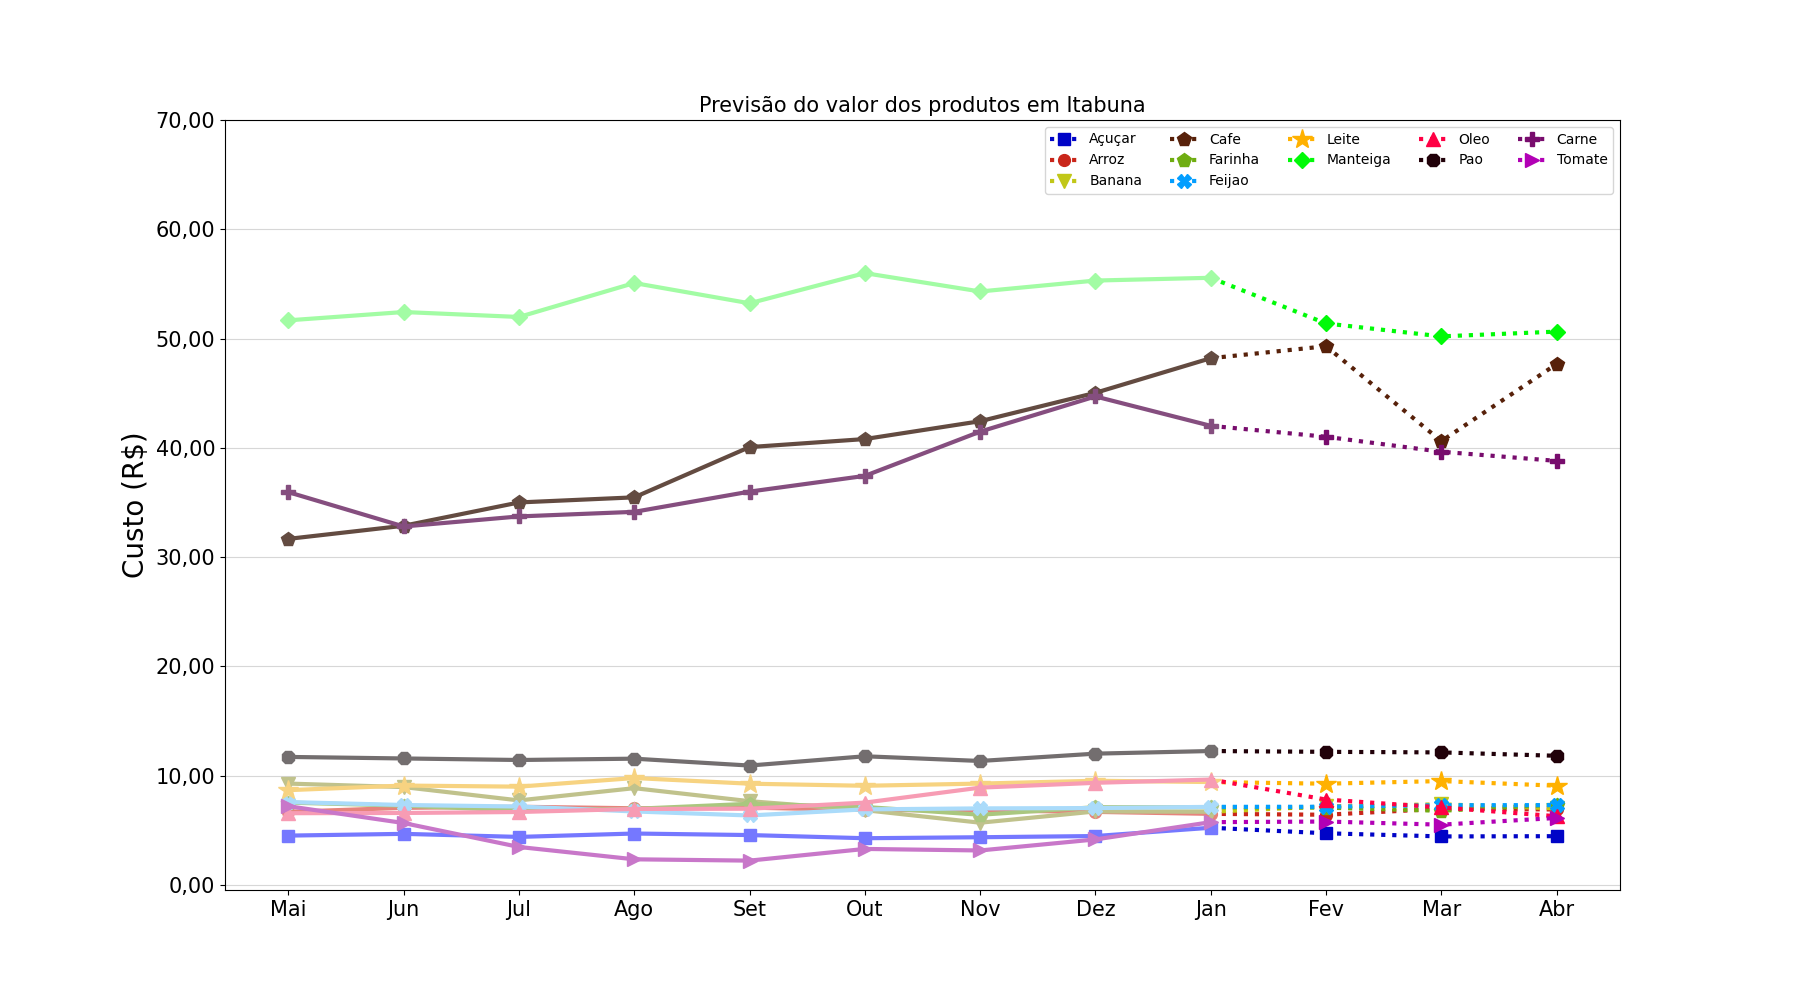 Previsão do valor dos produtos em Itabuna
70,00
60,00
50,00
40,00
30,00
20,00
10,00
0,00
Custo (R$)
Açuçar Cafe Leite Oleo Carne
Arroz Farinha Manteiga Pao Tomate
Banana Feijao
Mai Jun Jul Ago Set Out Nov Dez Jan Fev Mar Abr